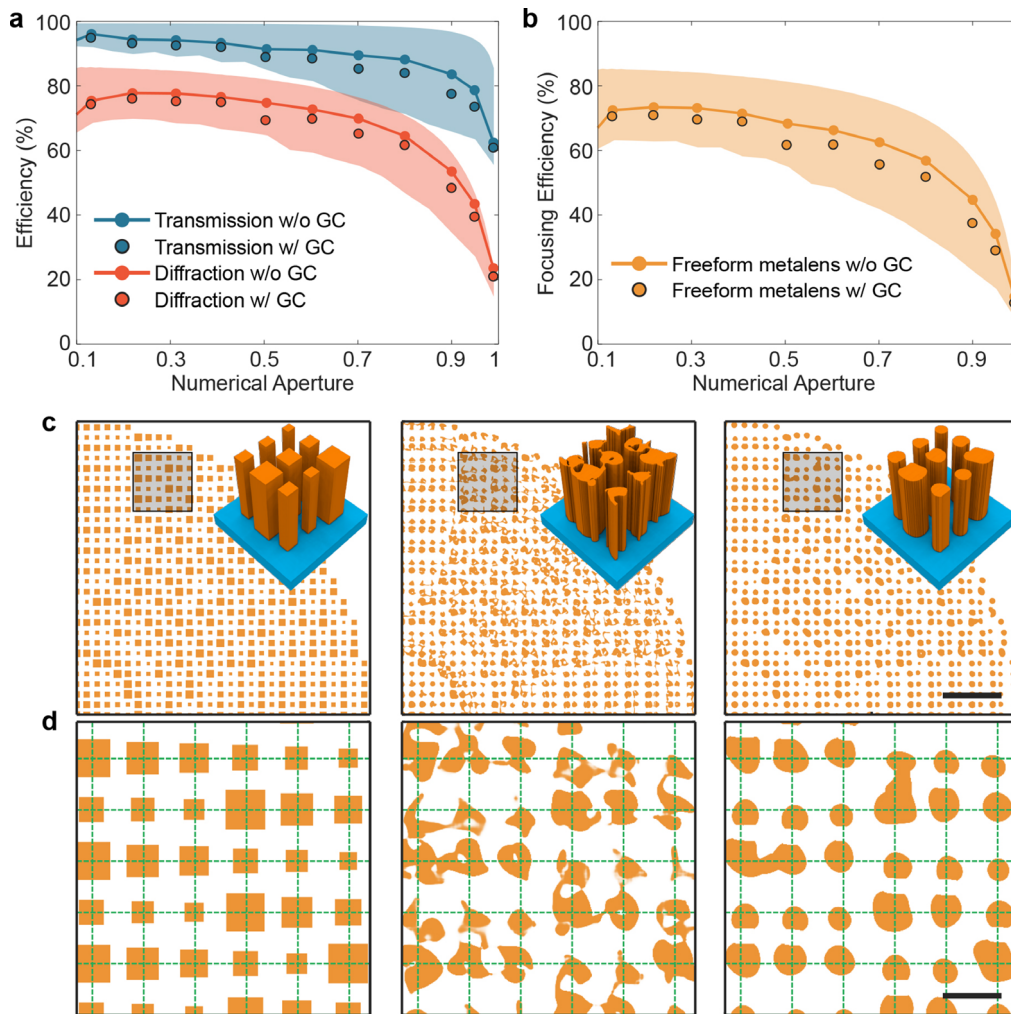 a
b
100
80
60
40
20
0
Efficiency (%)
Transmission w/o GC
Transmission w/ GC
Diffraction w/o GC
Diffraction w/ GC
0.1
0.3
0.5
0.7
0.9
1
Numerical Aperture
100
80
60
40
20
0
Focusing Efficiency (%)
Freeform metalens w/o GC
Freeform metalens w/ GC
0.1
0.3
0.5
0.7
0.9
Numerical Aperture
c
d